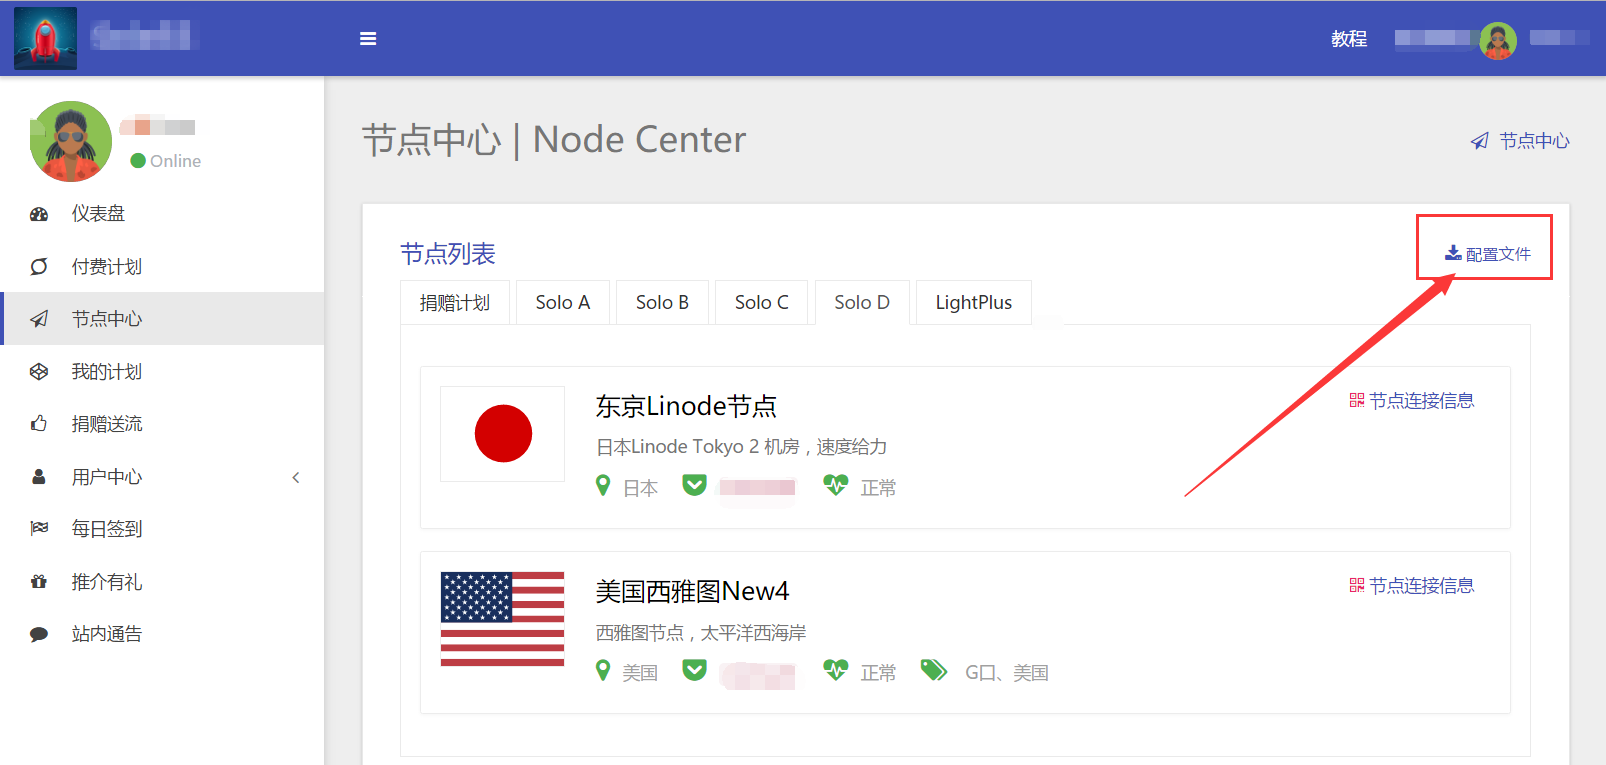 教程
Online
仪表盘
付费计划
节点中心
我的计划
捐赠送流
用户中心
每日签到
推介有礼
站内通告
节点中心 | Node Center
节点中心
节点列表
配置文件
捐赠计划 Solo A Solo B Solo C Solo D LightPlus
东京Linode节点
节点连接信息
日本Linode Tokyo 2 机房，速度给力
日本 正常
美国西雅图New4
节点连接信息
西雅图节点，太平洋西海岸
美国 正常 G口、美国